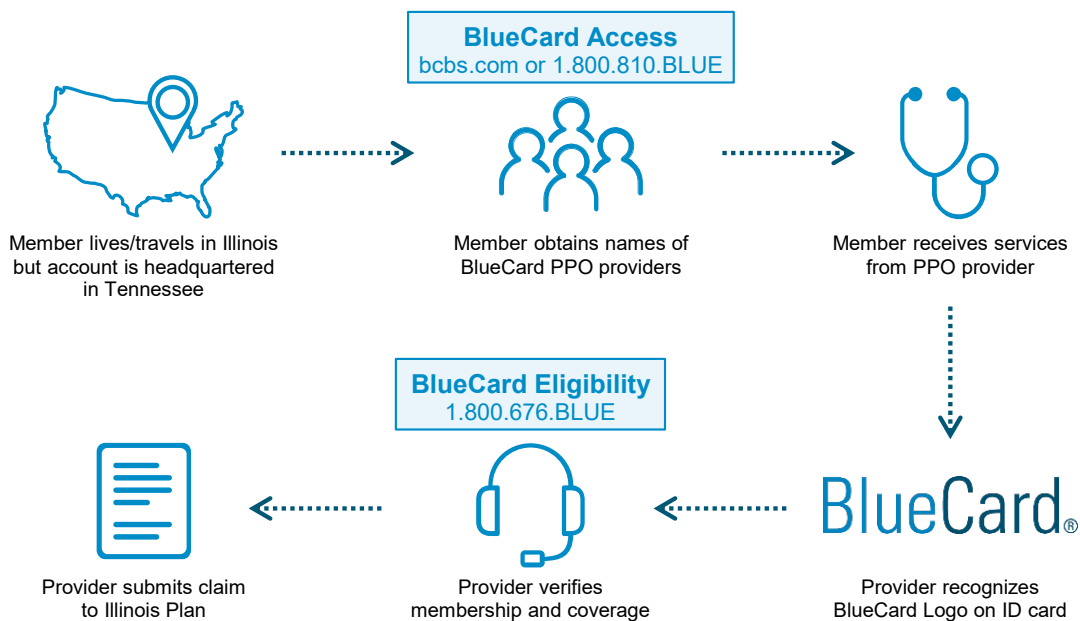 BlueCard Access
bcbs.com or 1.800.810.BLUE
Member lives/travels in Illinois
but account is headquartered
in Tennessee
Member obtains names of
BlueCard PPO providers
Member receives services
from PPO provider
BlueCard®
Provider recognizes
BlueCard Logo on ID card
BlueCard Eligibility
1.800.676.BLUE
Provider verifies
membership and coverage
Provider submits claim
to Illinois Plan